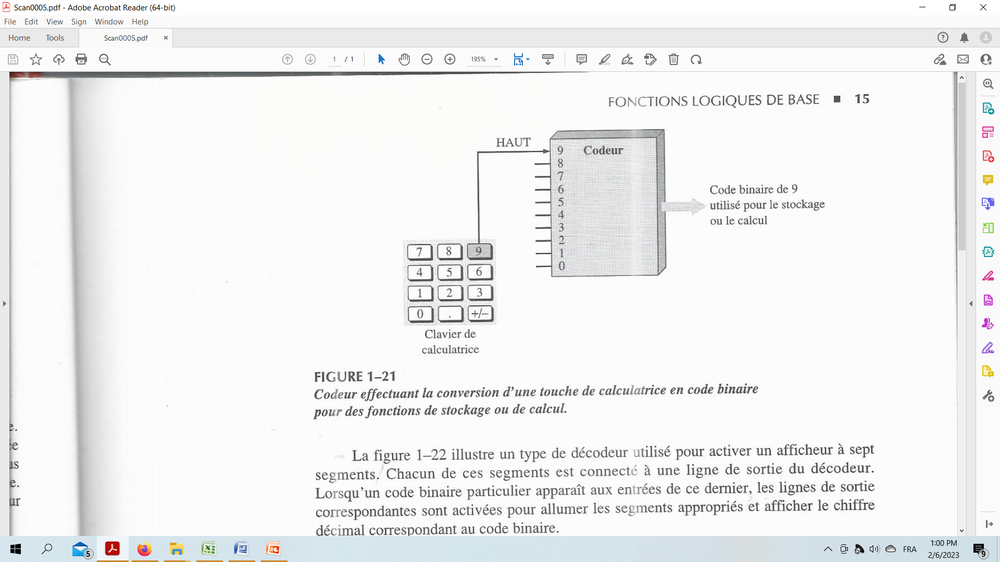 Scan0005.pdf - Adobe Acrobat Reader (64-bit)
File Edit View Sign Window Help
Home Tools Scan0005.pdf ×
1 / 1 195%
FONCTIONS LOGIQUES DE BASE ■ 15
HAUT
9 Codeur
8
7
6
5
4
3
2
1
0
Code binaire de 9
utilisé pour le stockage
ou le calcul
7 8 9
4 5 6
1 2 3
0 . +/–
Clavier de
calculatrice
FIGURE 1–21
Codeur effectuant la conversion d'une touche de calculatrice en code binaire
pour des fonctions de stockage ou de calcul.
La figure 1–22 illustre un type de décodeur utilisé pour activer un afficheur à sept
segments. Chacun de ces segments est connecté à une ligne de sortie du décodeur.
Lorsqu'un code binaire particulier apparaît aux entrées de ce dernier, les lignes de sortie
correspondantes sont activées pour allumer les segments appropriés et afficher le chiffre
décimal correspondant au code binaire.
e.
us
e.
ur
5
FRA
1:00 PM
2/6/2023
9